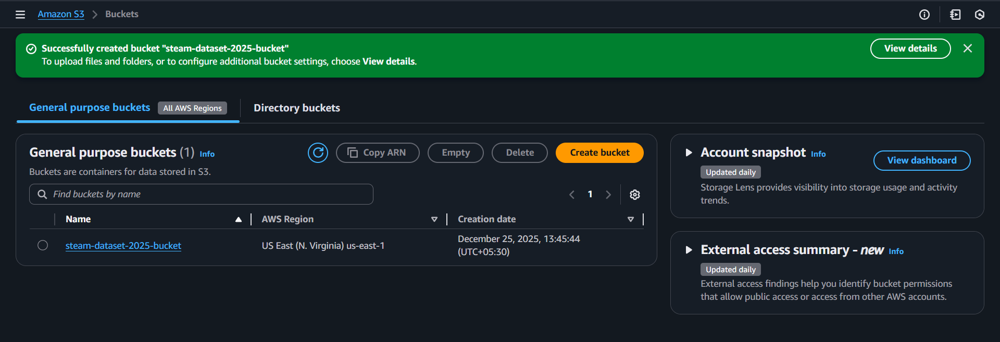 Amazon S3 > Buckets
Successfully created bucket "steam-dataset-2025-bucket"
To upload files and folders, or to configure additional bucket settings, choose View details.
View details
General purpose buckets All AWS Regions
Directory buckets
General purpose buckets (1) Info
Copy ARN
Empty
Delete
Create bucket
Buckets are containers for data stored in S3.
Find buckets by name
1
Name
AWS Region
Creation date
steam-dataset-2025-bucket
US East (N. Virginia) us-east-1
December 25, 2025, 13:45:44
(UTC+05:30)
Account snapshot Info
View dashboard
Updated daily
Storage Lens provides visibility into storage usage and activity
trends.
External access summary - new Info
Updated daily
External access findings help you identify bucket permissions
that allow public access or access from other AWS accounts.